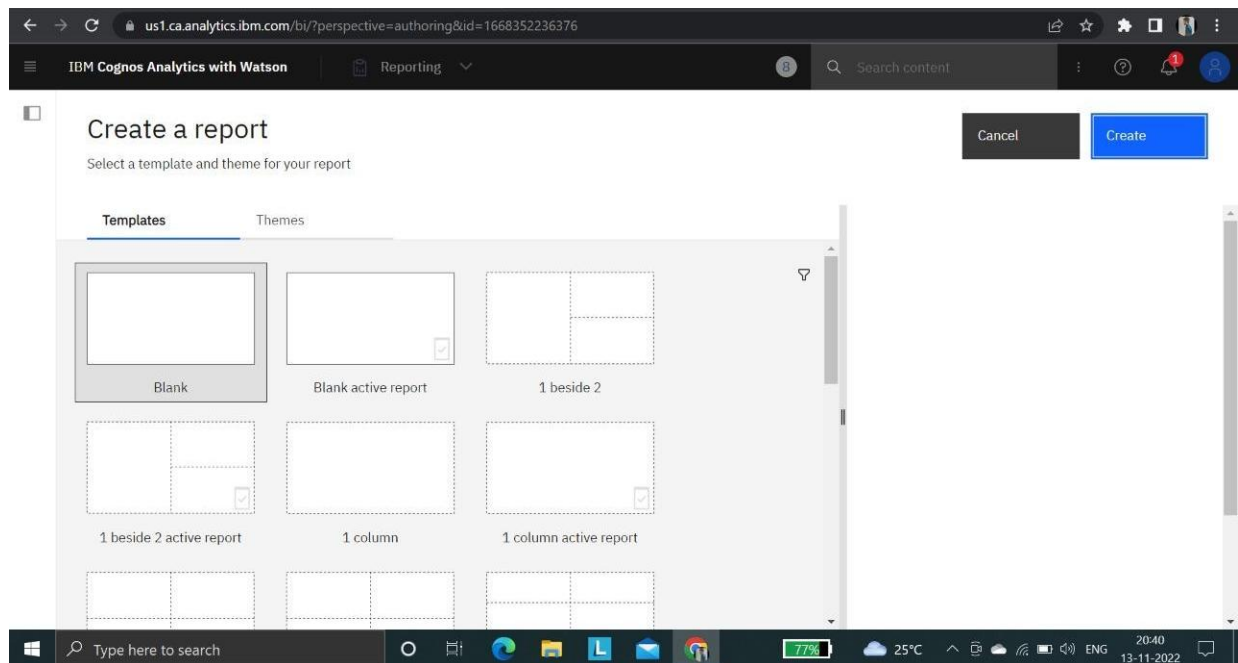 us1.ca.analytics.ibm.com/bi/?perspective=authoring&id=1668352236376
IBM Cognos Analytics with Watson
Reporting
8
Search content
1
Create a report
Cancel
Create
Select a template and theme for your report
Templates
Themes
Blank
Blank active report
1 beside 2
1 beside 2 active report
1 column
1 column active report
Type here to search
L
77%
25°C
ENG
20:40
13-11-2022